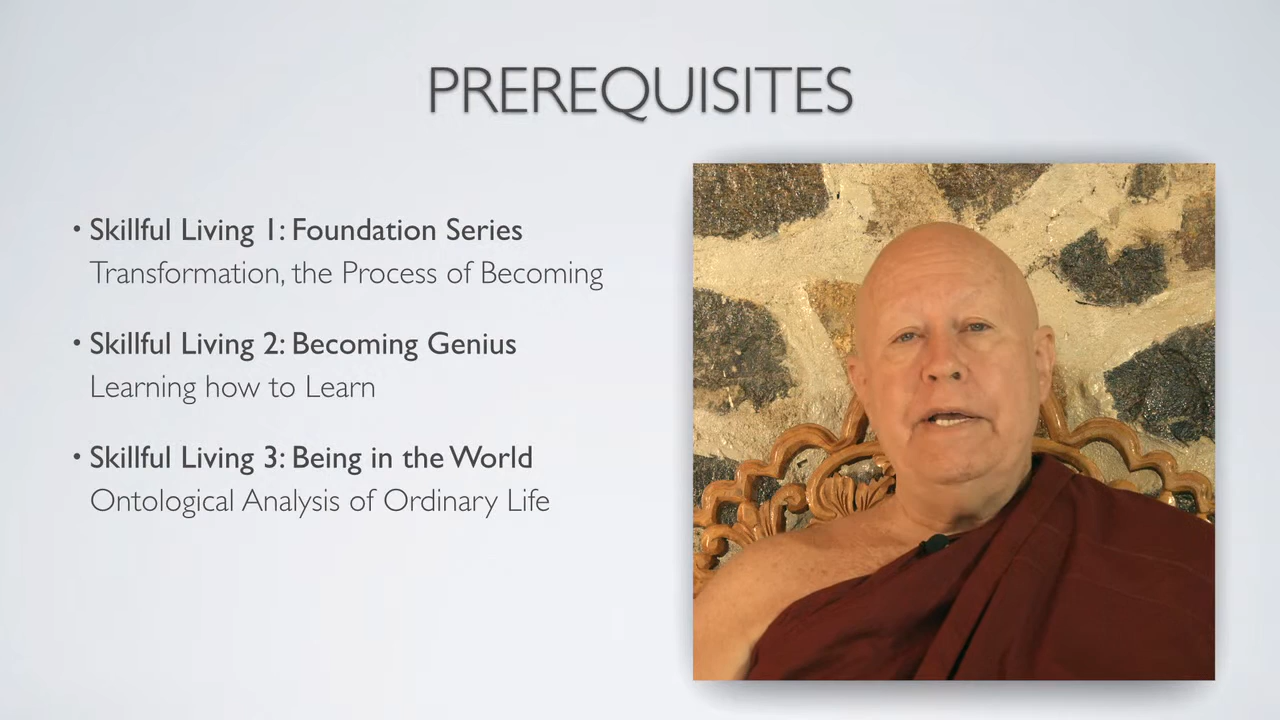 PREREQUISITES
• Skillful Living 1: Foundation Series
Transformation, the Process of Becoming
• Skillful Living 2: Becoming Genius
Learning how to Learn
• Skillful Living 3: Being in the World
Ontological Analysis of Ordinary Life